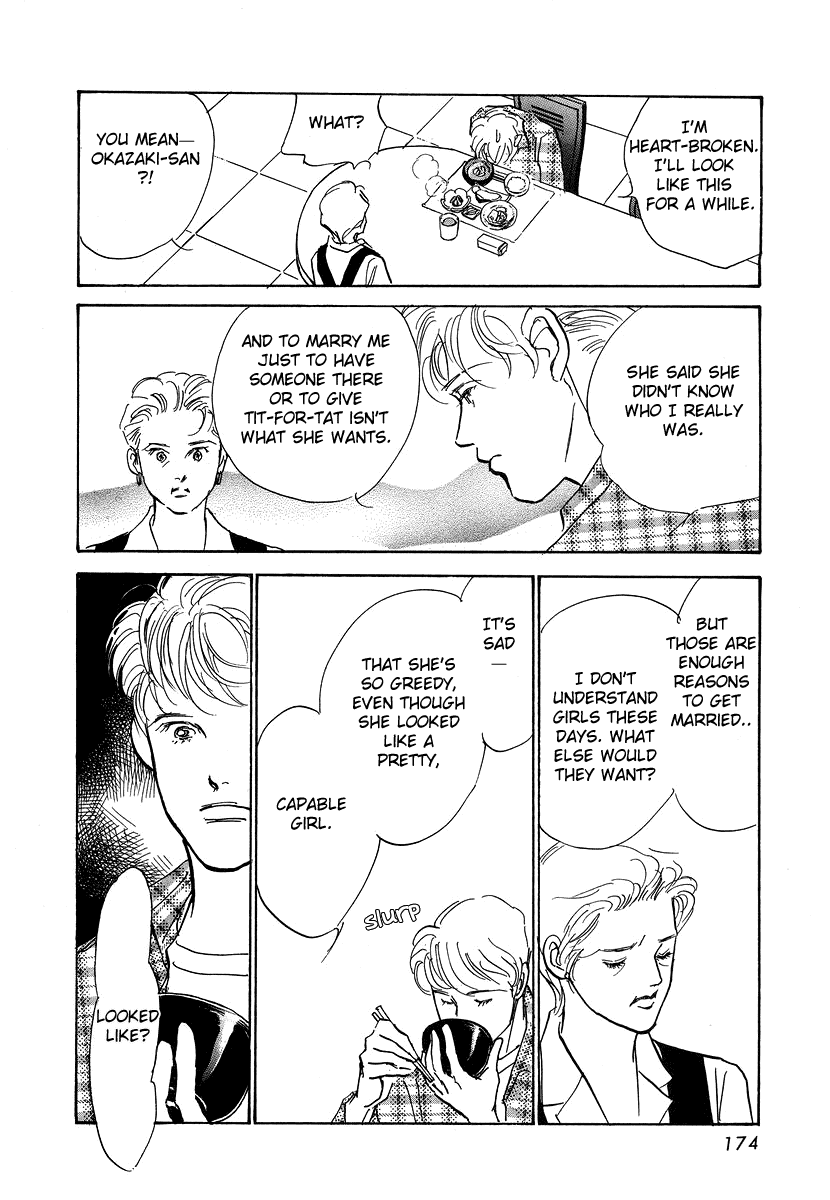 I'M
HEART-BROKEN.
I'LL LOOK
LIKE THIS
FOR A WHILE.
WHAT?
YOU MEAN—
OKAZAKI-SAN
?!
SHE SAID SHE
DIDN'T KNOW
WHO I REALLY
WAS.
AND TO MARRY ME
JUST TO HAVE
SOMEONE THERE
OR TO GIVE
TIT-FOR-TAT ISN'T
WHAT SHE WANTS.
BUT
THOSE ARE
ENOUGH
REASONS
TO GET
MARRIED..
I DON'T
UNDERSTAND
GIRLS THESE
DAYS. WHAT
ELSE WOULD
THEY WANT?
IT'S
SAD
—
THAT SHE'S
SO GREEDY,
EVEN THOUGH
SHE LOOKED
LIKE A
PRETTY,
CAPABLE
GIRL.
slurp
LOOKED
LIKE?
174